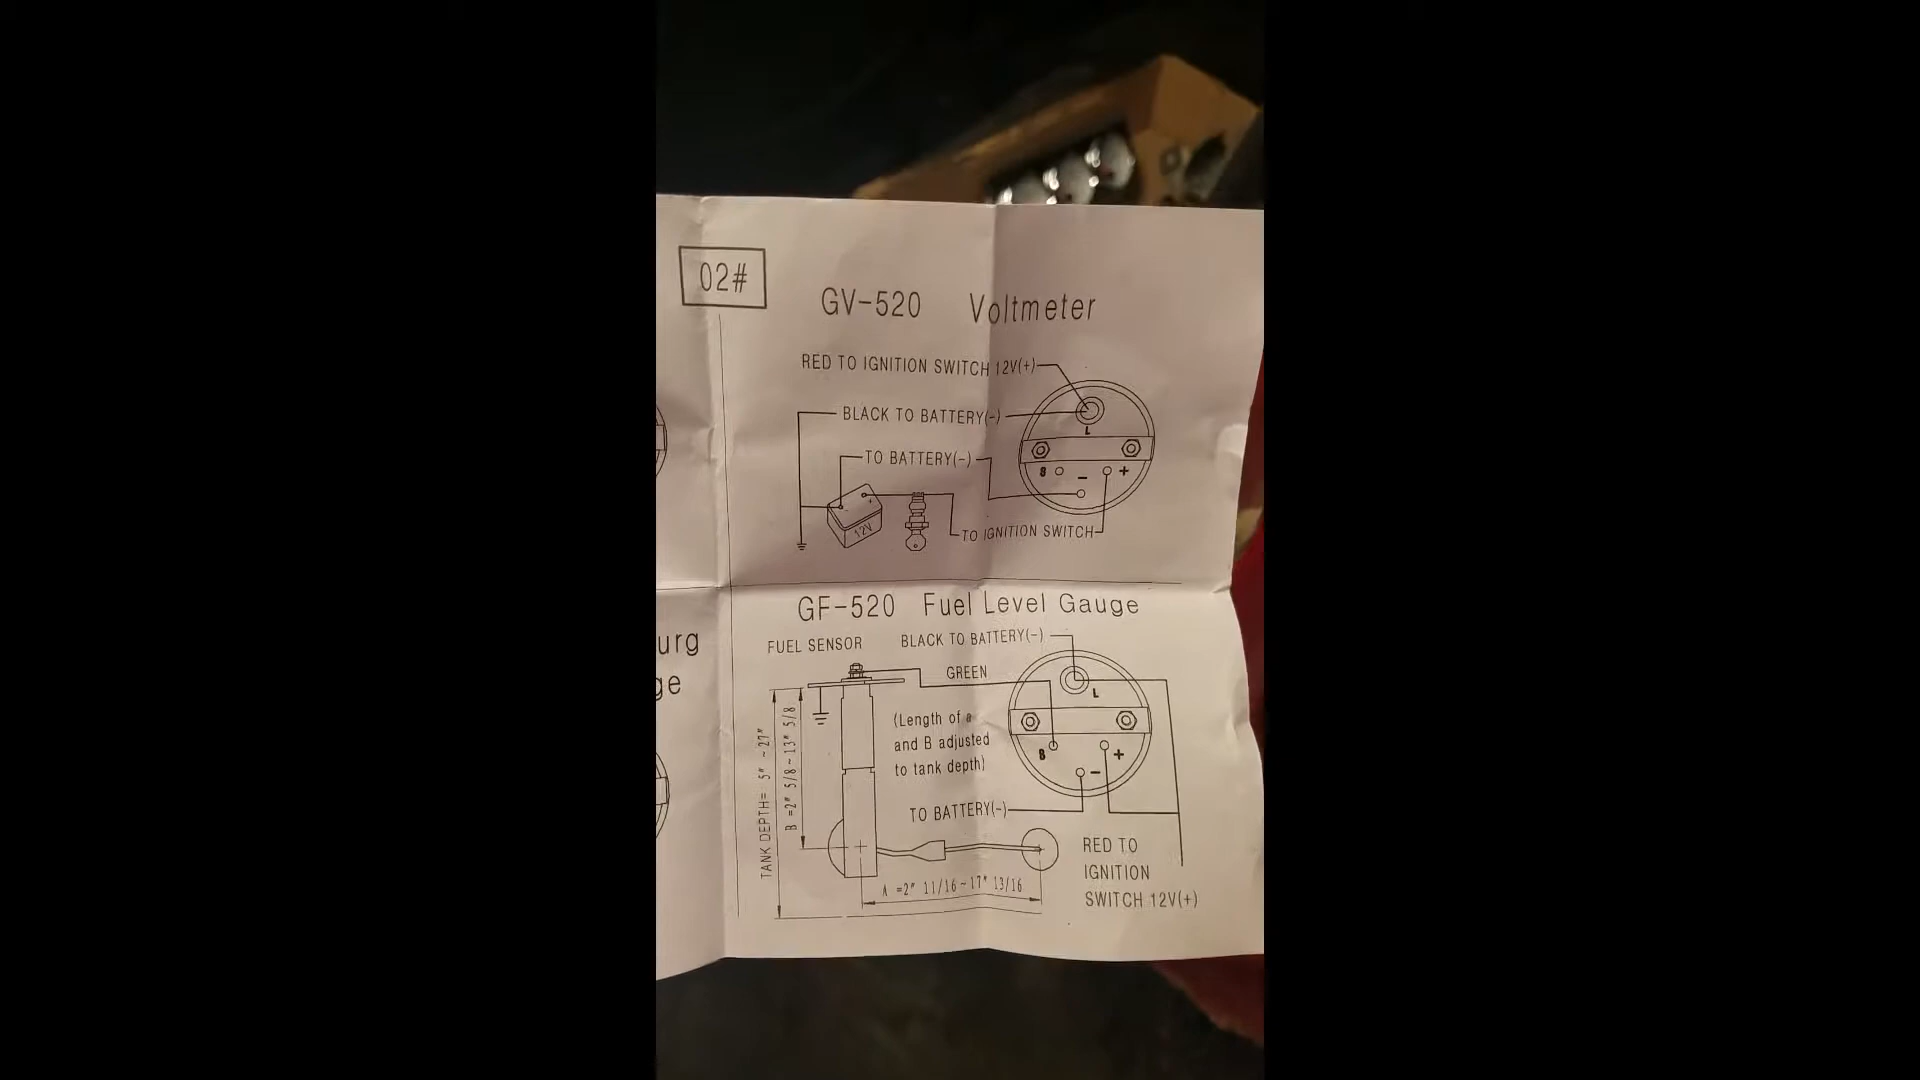 02#
GV-520 Voltmeter
RED TO IGNITION SWITCH 12V(+)
BLACK TO BATTERY(-)
L
TO BATTERY(-)
S - +
+
-
12V
TO IGNITION SWITCH
GF-520 Fuel Level Gauge
urg
ge
FUEL SENSOR
BLACK TO BATTERY(-)
GREEN
L
(Length of a
and B adjusted
to tank depth)
S - +
TO BATTERY(-)
TANK DEPTH= 5" ~27"
B =2" 5/8~13" 5/8
A =2" 11/16~17" 13/16
RED TO
IGNITION
SWITCH 12V(+)